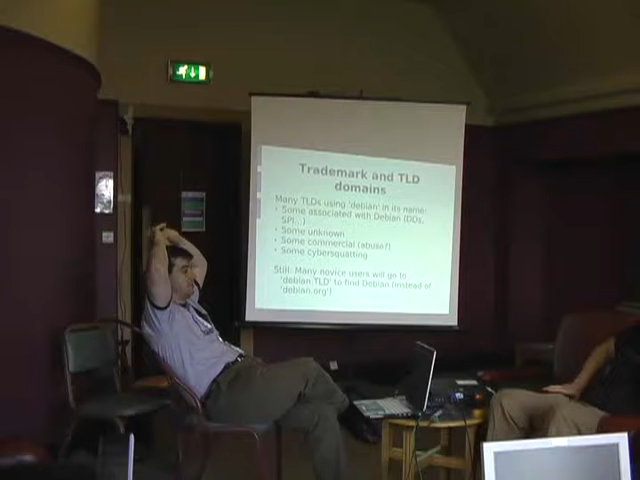 Trademark and TLD
domains
Many TLDs using 'debian' in its name:
• Some associated with Debian (DDs,
SPI...)
• Some unknown
• Some commercial (abuse?)
• Some cybersquatting
Still: Many novice users will go to
'debian.TLD' to find Debian (instead of
'debian.org')